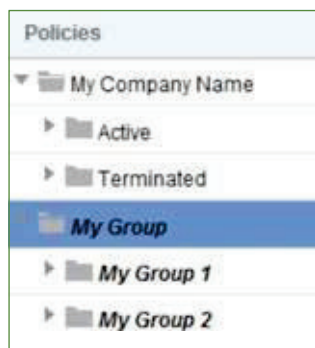 Policies
My Company Name
Active
Terminated
My Group
My Group 1
My Group 2